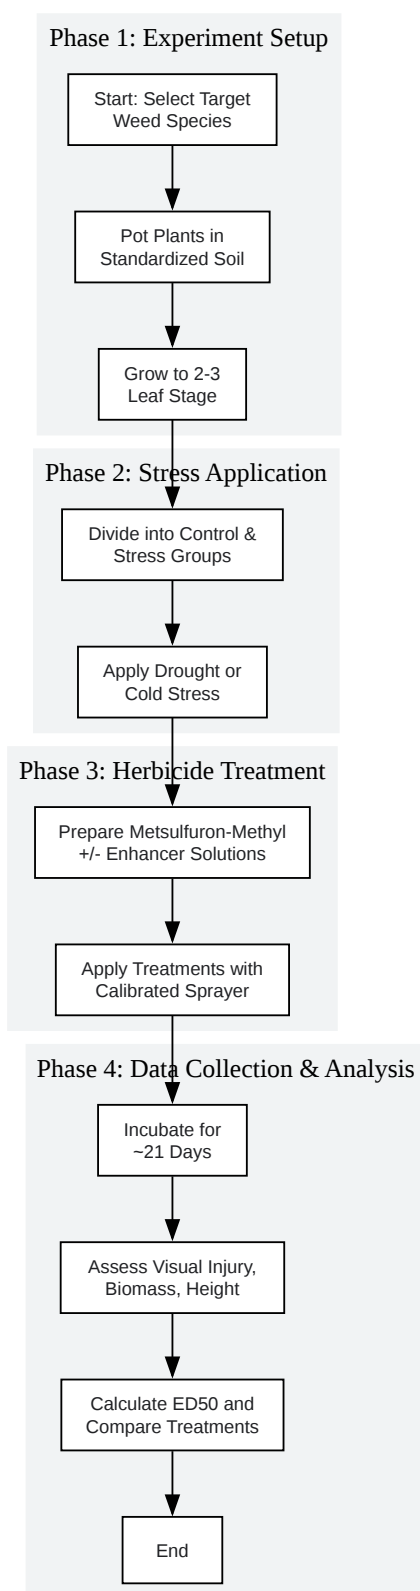 Phase 1: Experiment Setup
Start: Select Target
Weed Species
Pot Plants in
Standardized Soil
Grow to 2-3
Leaf Stage
Phase 2: Stress Application
Divide into Control &
Stress Groups
Apply Drought or
Cold Stress
Phase 3: Herbicide Treatment
Prepare Metsulfuron-Methyl
+/- Enhancer Solutions
Apply Treatments with
Calibrated Sprayer
Phase 4: Data Collection & Analysis
Incubate for
~21 Days
Assess Visual Injury,
Biomass, Height
Calculate ED50 and
Compare Treatments
End